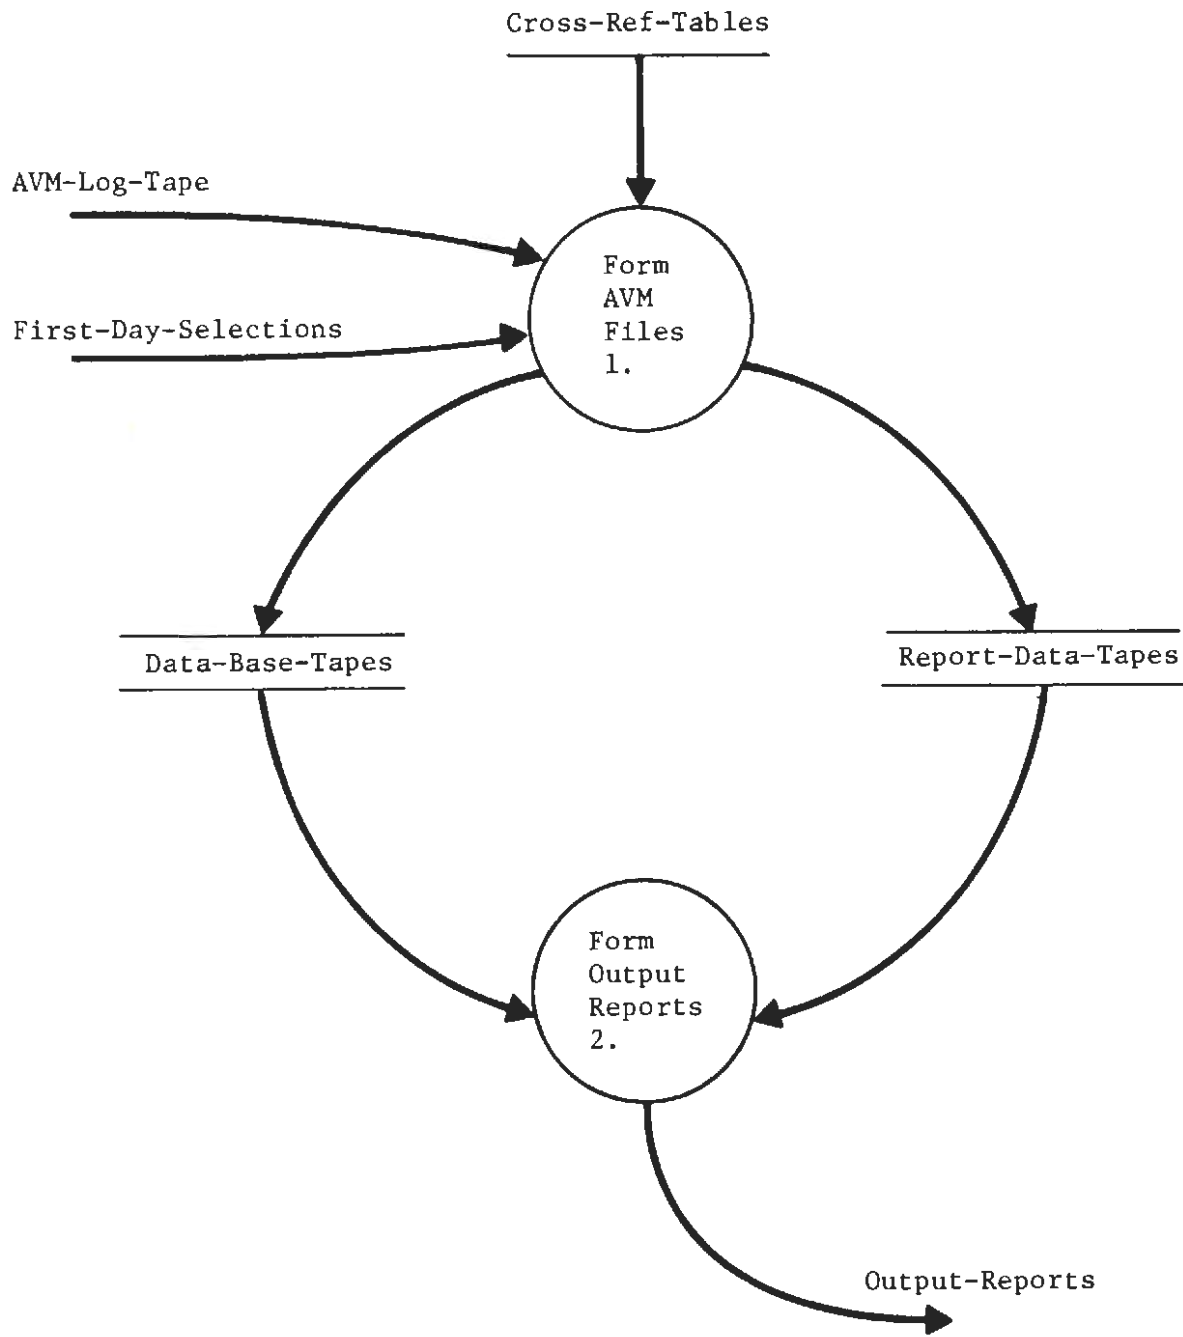 Cross-Ref-Tables
AVM-Log-Tape
First-Day-Selections
Form
AVM
Files
1.
Data-Base-Tapes
Report-Data-Tapes
Form
Output
Reports
2.
Output-Reports